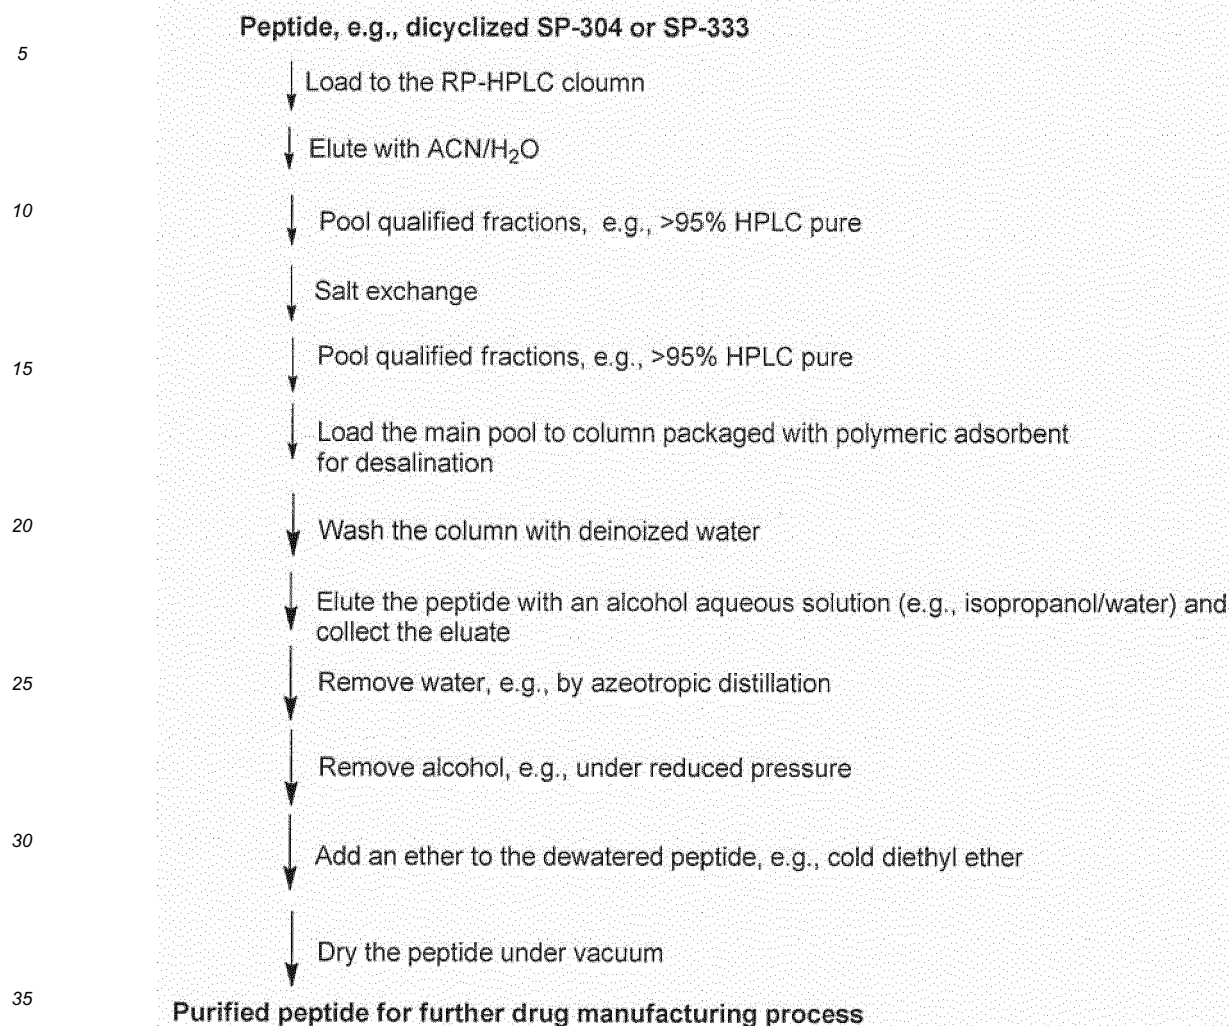 Peptide, e.g., dicyclized SP-304 or SP-333
5
Load to the RP-HPLC cloumn
Elute with ACN/H₂O
10
Pool qualified fractions, e.g., >95% HPLC pure
Salt exchange
15
Pool qualified fractions, e.g., >95% HPLC pure
Load the main pool to column packaged with polymeric adsorbent
for desalination
20
Wash the column with deinoized water
Elute the peptide with an alcohol aqueous solution (e.g., isopropanol/water) and
collect the eluate
25
Remove water, e.g., by azeotropic distillation
Remove alcohol, e.g., under reduced pressure
30
Add an ether to the dewatered peptide, e.g., cold diethyl ether
Dry the peptide under vacuum
35
Purified peptide for further drug manufacturing process